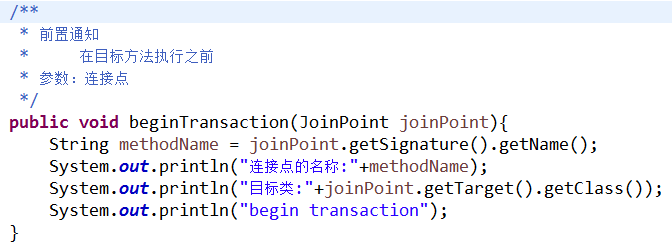 /**
 * 前置通知
 *     在目标方法执行之前
 * 参数：连接点
 */
public void beginTransaction(JoinPoint joinPoint){
    String methodName = joinPoint.getSignature().getName();
    System.out.println("连接点的名称:"+methodName);
    System.out.println("目标类:"+joinPoint.getTarget().getClass());
    System.out.println("begin transaction");
}